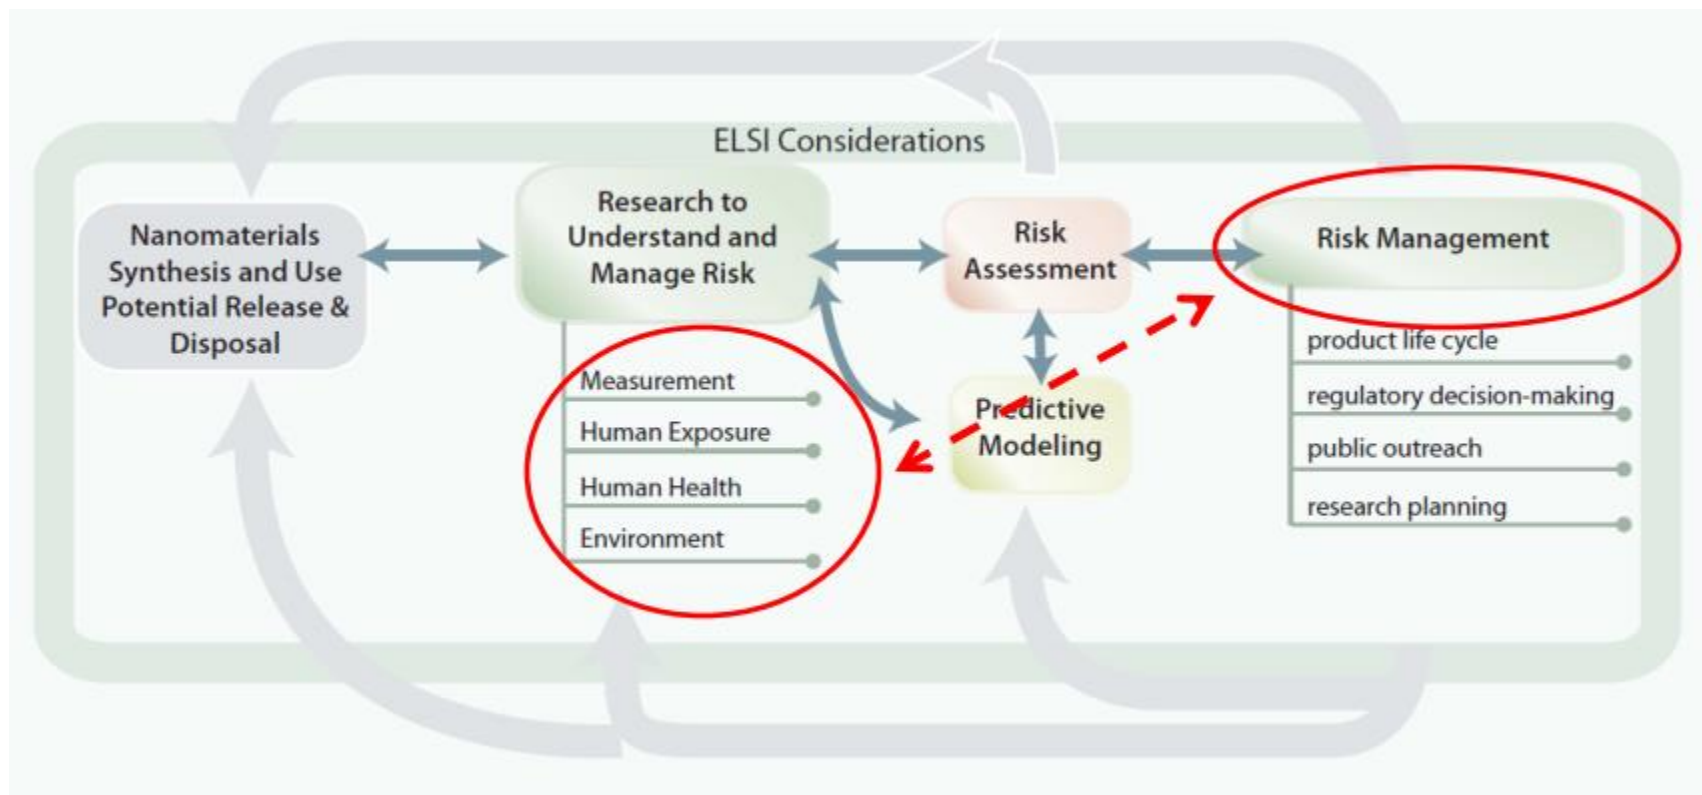 ELSI Considerations
Nanomaterials
Synthesis and Use
Potential Release &
Disposal
Research to
Understand and
Manage Risk
Measurement
Human Exposure
Human Health
Environment
Risk
Assessment
Predictive
Modeling
Risk Management
product life cycle
regulatory decision-making
public outreach
research planning